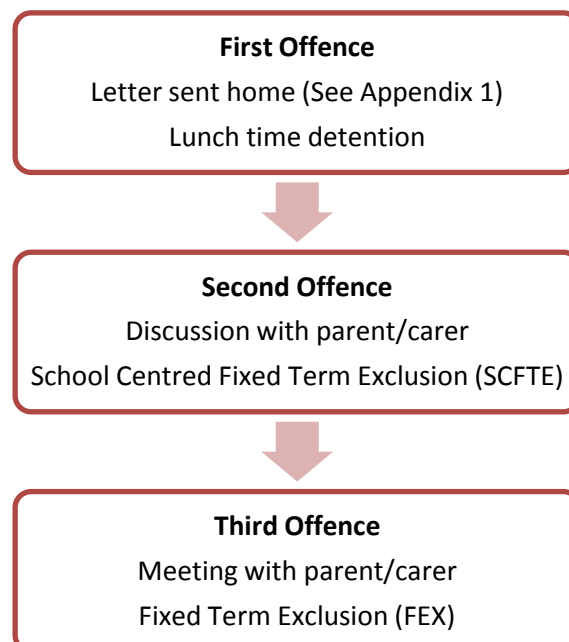 First Offence
Letter sent home (See Appendix 1)
Lunch time detention
Second Offence
Discussion with parent/carer
School Centred Fixed Term Exclusion (SCFTE)
Third Offence
Meeting with parent/carer
Fixed Term Exclusion (FEX)